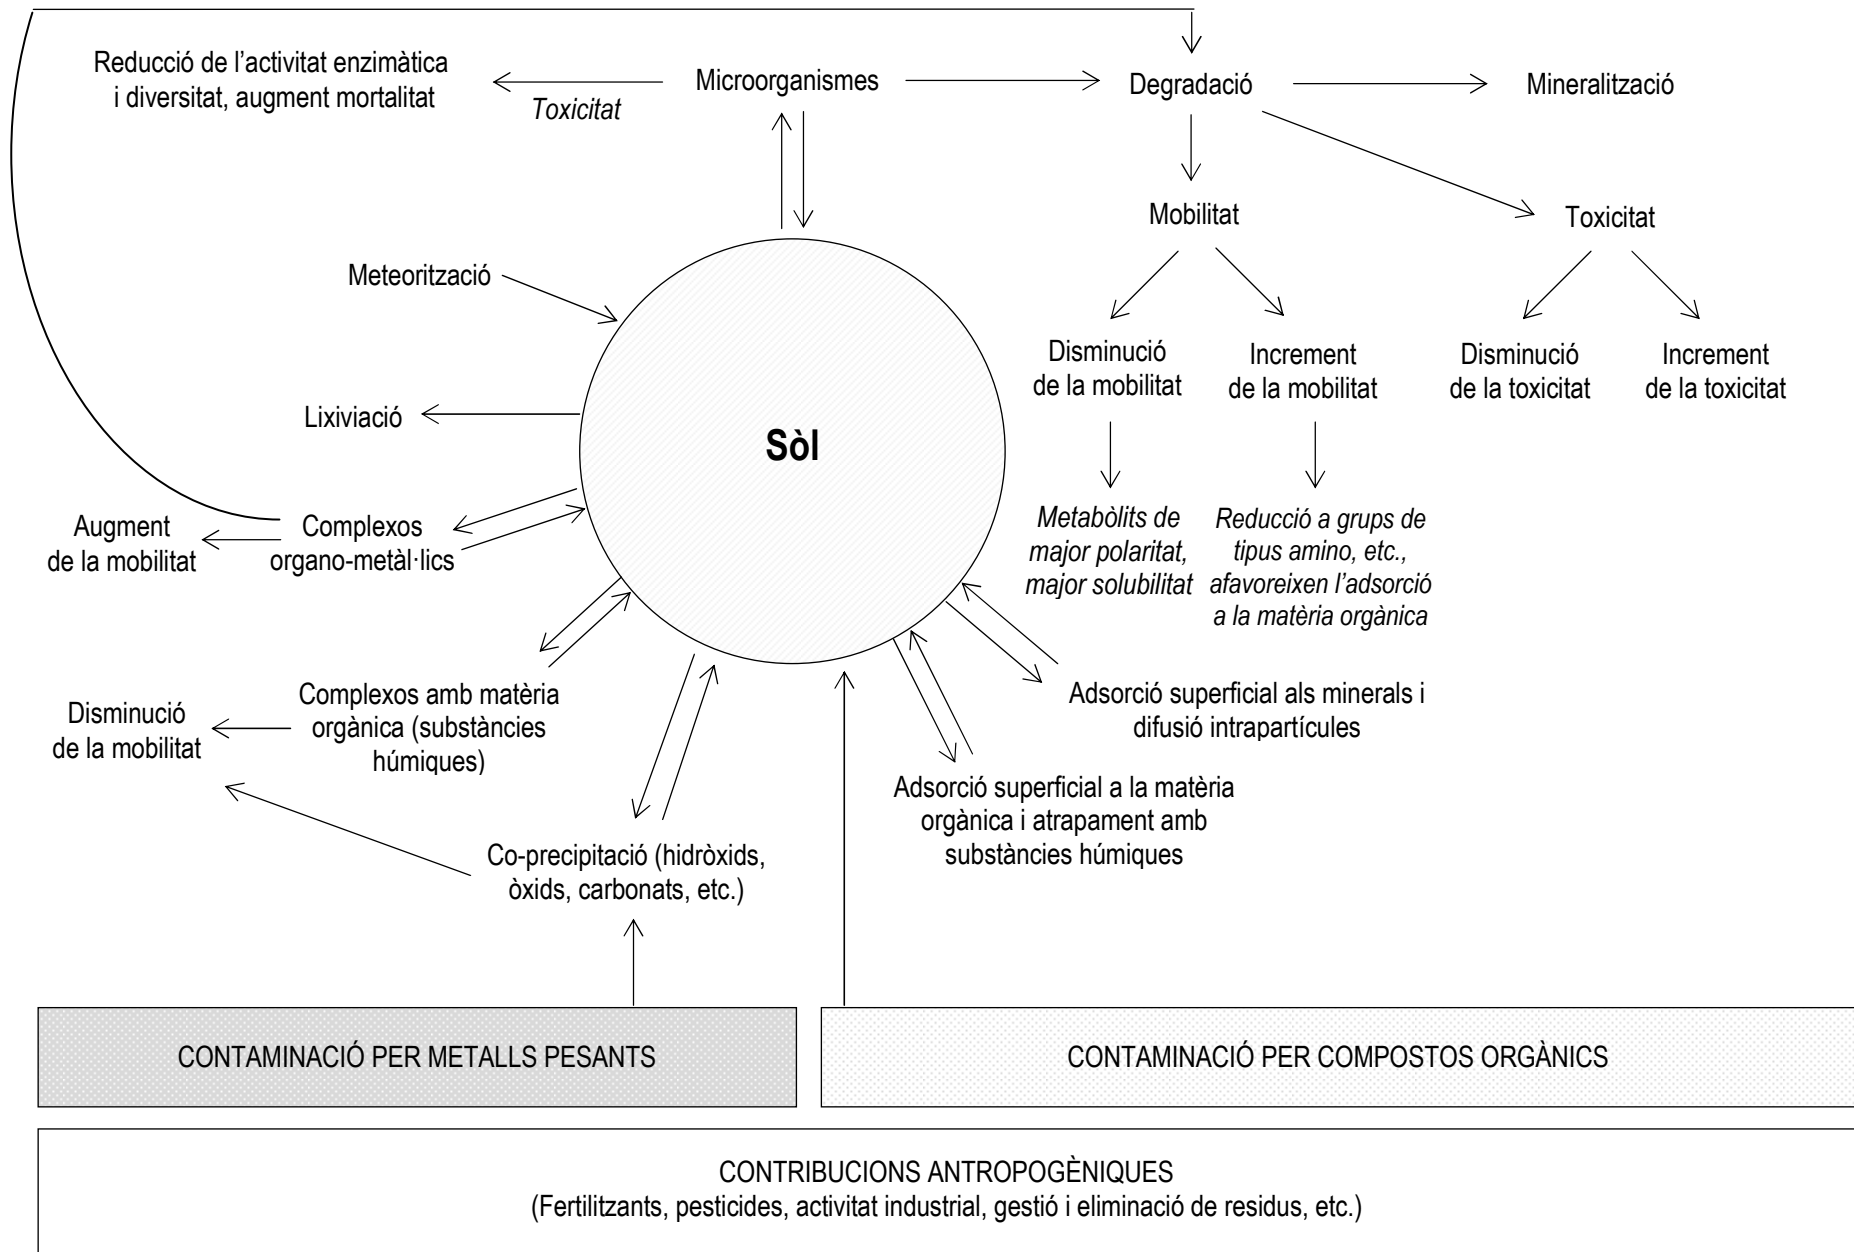 Reducció de l’activitat enzimàtica
i diversitat, augment mortalitat
Toxicitat
Microorganismes
Degradació
Mineralització
Mobilitat
Toxicitat
Meteorització
Disminució
de la mobilitat
Increment
de la mobilitat
Disminució
de la toxicitat
Increment
de la toxicitat
Lixiviació
Sòl
Augment
de la mobilitat
Complexos
organo-metàl·lics
Metabòlits de
major polaritat,
major solubilitat
Reducció a grups de
tipus amino, etc.,
afavoreixen l’adsorció
a la matèria orgànica
Disminució
de la mobilitat
Complexos amb matèria
orgànica (substàncies
húmiques)
Adsorció superficial als minerals i
difusió intrapartícules
Adsorció superficial a la matèria
orgànica i atrapament amb
substàncies húmiques
Co-precipitació (hidròxids,
òxids, carbonats, etc.)
CONTAMINACIÓ PER METALLS PESANTS
CONTAMINACIÓ PER COMPOSTOS ORGÀNICS
CONTRIBUCIONS ANTROPOGÈNIQUES
(Fertilitzants, pesticides, activitat industrial, gestió i eliminació de residus, etc.)